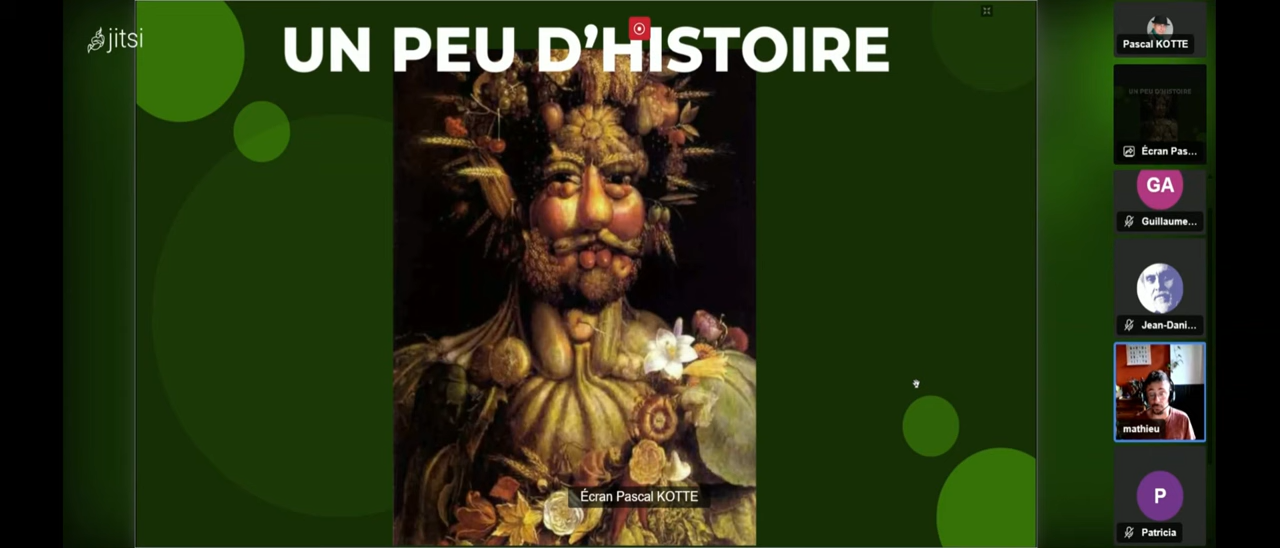 jitsi
UN PEU D'HISTOIRE
Pascal KOTTE
UN PEU D'HISTOIRE
Écran Pas...
GA
Guillaume...
Jean-Dani...
mathieu
Écran Pascal KOTTE
P
Patricia